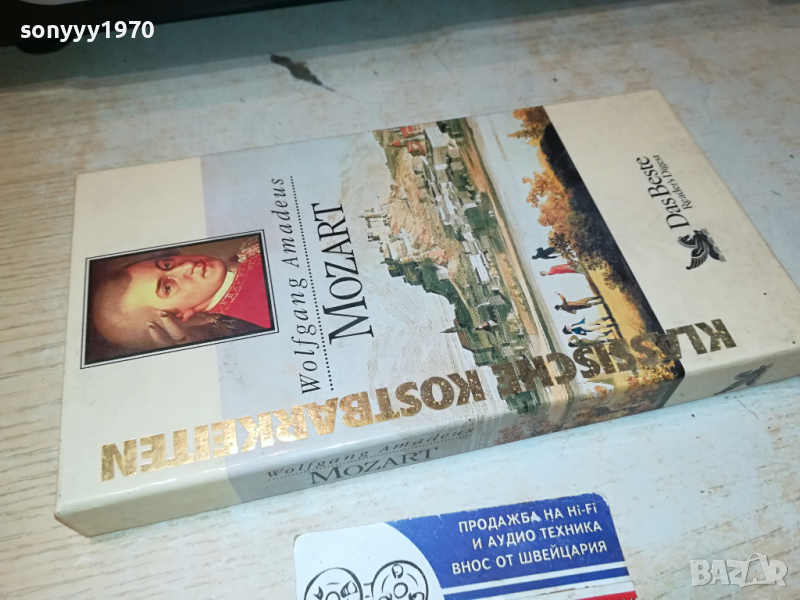 sonyyy1970
Wolfgang Amadeus
MOZART
KLASSISCHE KOSTBARKEITEN
Das Beste
Reader's Digest
Wolfgang Amadeus
MOZART
ПРОДАЖБА НА Hi-Fi
И АУДИО ТЕХНИКА
ВНОС ОТ ШВЕЙЦАРИЯ
BAZAR